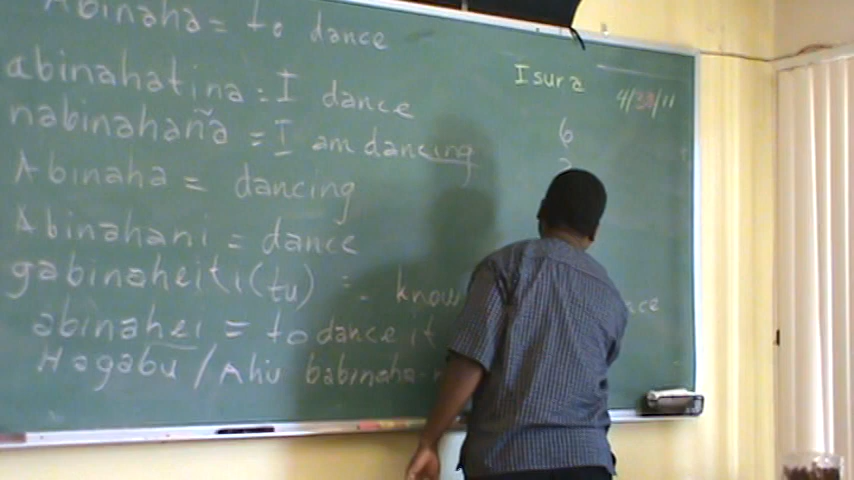 Abinaha = to dance
abinahatina : I dance
nabinahaña = I am dancing
Abinaha = dancing
Abinahani = dance
gabinaheiti (tu) = know
abinahei = to dance it
Hagabu / Ahiu babinaha
Isura
4/30/11
6